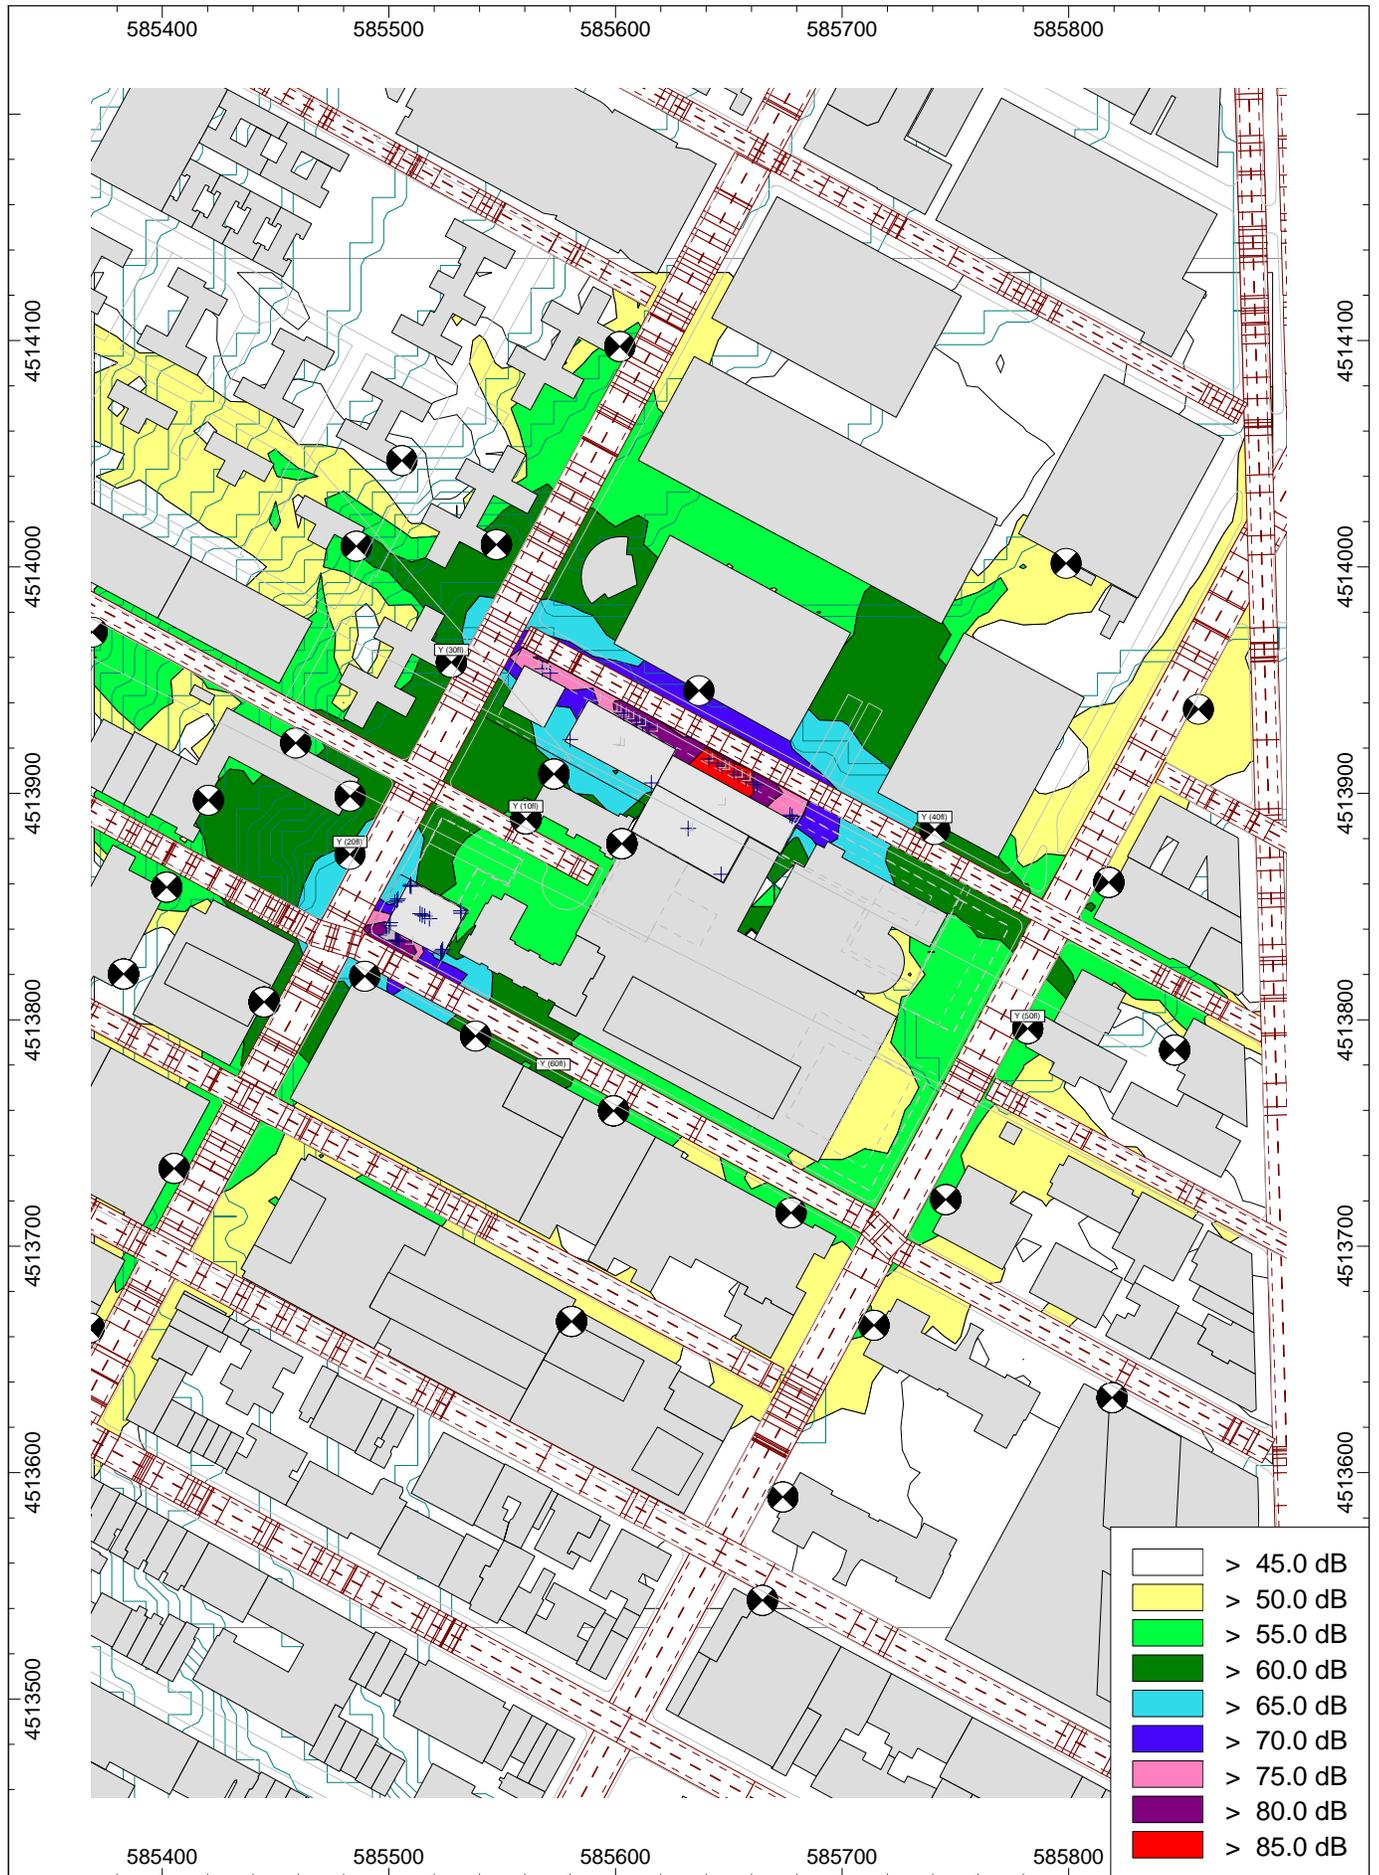 585400 585500 585600 585700 585800
4514100
4514100
4514000
4514000
Y (30fl)
4513900
4513900
Y (10fl)
Y (40fl)
Y (20fl)
4513800
4513800
Y (50fl)
Y (60fl)
4513700
4513700
4513600
4513600
4513500
> 45.0 dB
> 50.0 dB
> 55.0 dB
> 60.0 dB
> 65.0 dB
> 70.0 dB
> 75.0 dB
> 80.0 dB
> 85.0 dB
585400 585500 585600 585700 585800